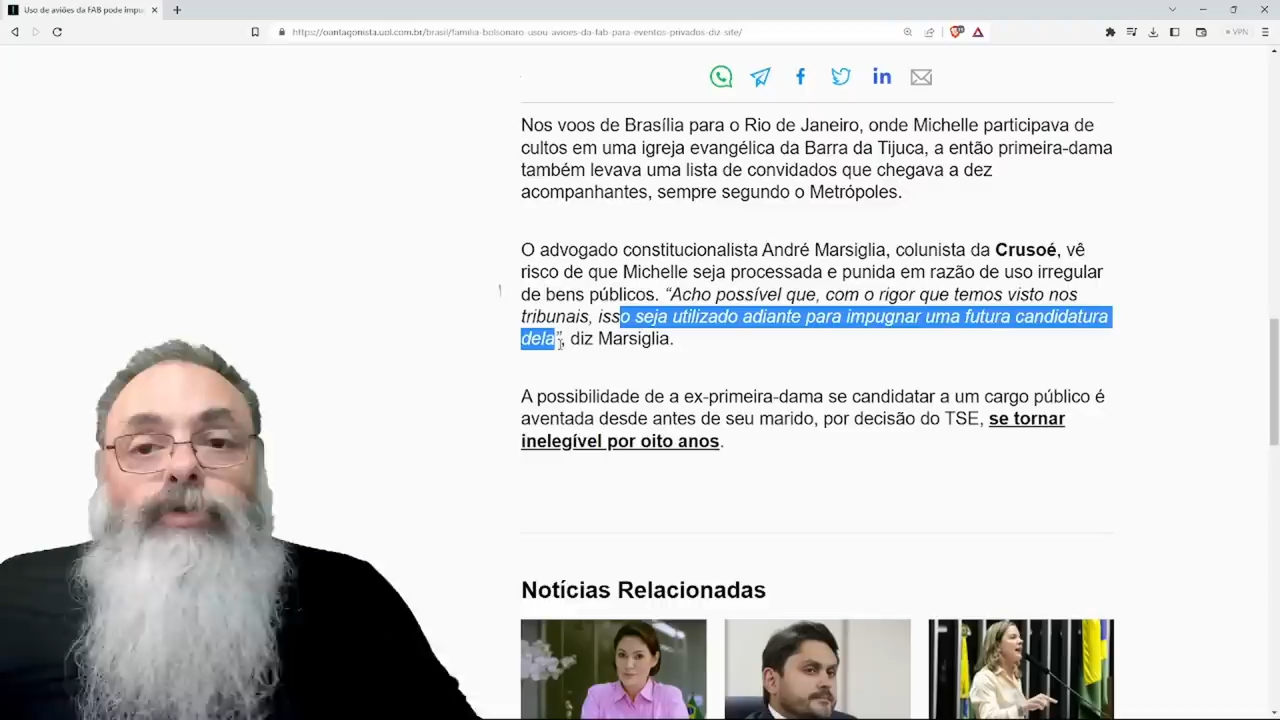 Uso de aviões da FAB pode impu
https://oantagonista.uol.com.br/brasil/familia-bolsonaro-usou-avioes-da-fab-para-eventos-privados-diz-site/
VPN
Nos voos de Brasília para o Rio de Janeiro, onde Michelle participava de
cultos em uma igreja evangélica da Barra da Tijuca, a então primeira-dama
também levava uma lista de convidados que chegava a dez
acompanhantes, sempre segundo o Metrópoles.
O advogado constitucionalista André Marsiglia, colunista da Crusoé, vê
risco de que Michelle seja processada e punida em razão de uso irregular
de bens públicos. “Acho possível que, com o rigor que temos visto nos
tribunais, isso seja utilizado adiante para impugnar uma futura candidatura
dela”, diz Marsiglia.
A possibilidade de a ex-primeira-dama se candidatar a um cargo público é
aventada desde antes de seu marido, por decisão do TSE, se tornar
inelegível por oito anos.
Notícias Relacionadas